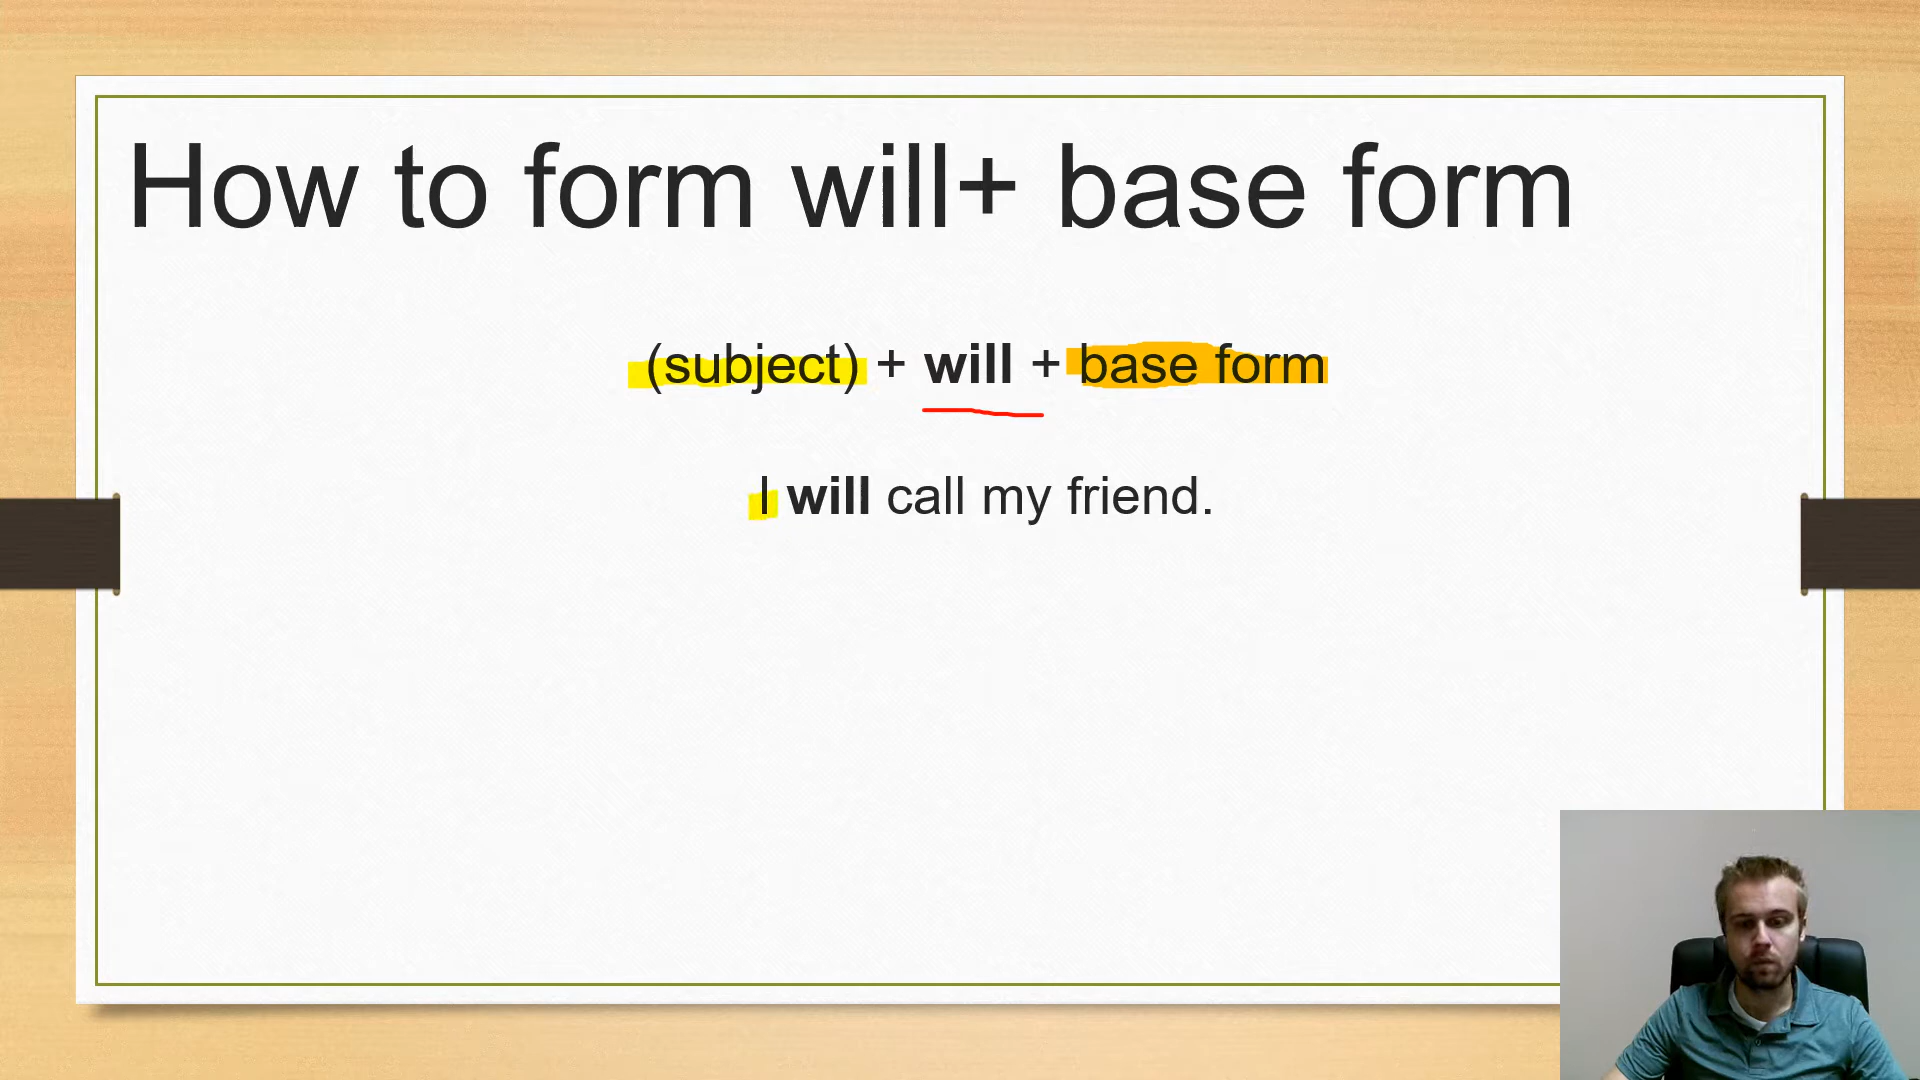 How to form will+ base form
(subject) + will + base form
I will call my friend.